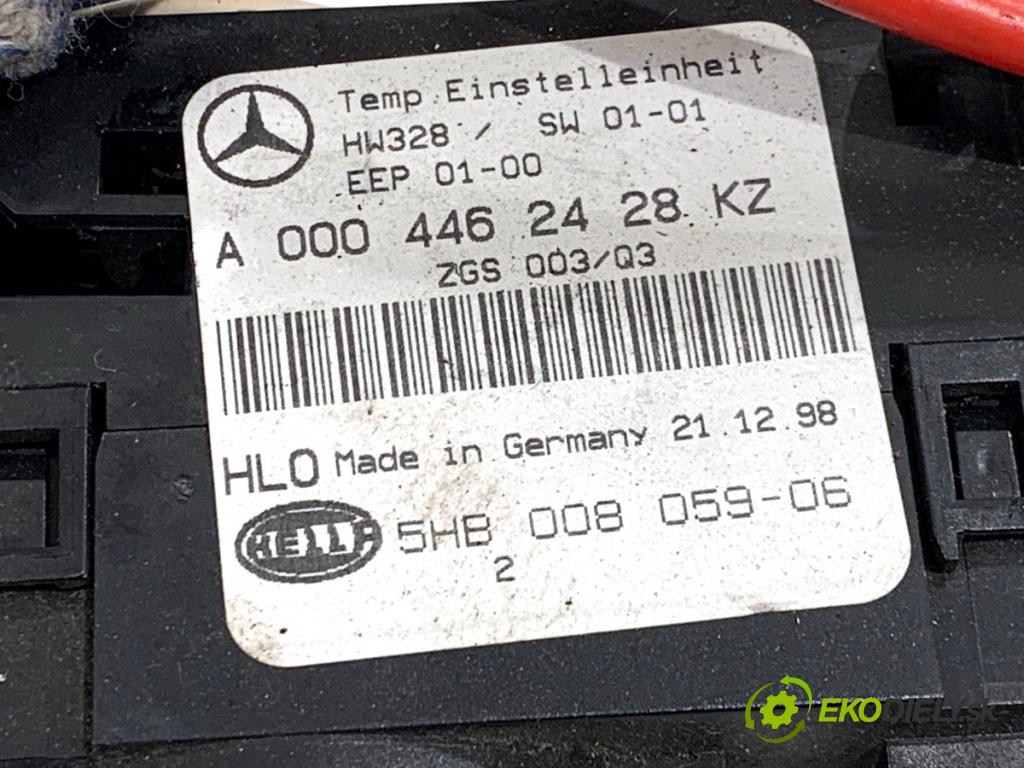 Temp. Einstelleinheit
HW328 / SW 01-01
EEP 01-00
A 000 446 24 28 KZ
ZGS 003/Q3
HLO Made in Germany 21.12.98
HELLA 5HB 008 059-06
2
EKODIELY.SK